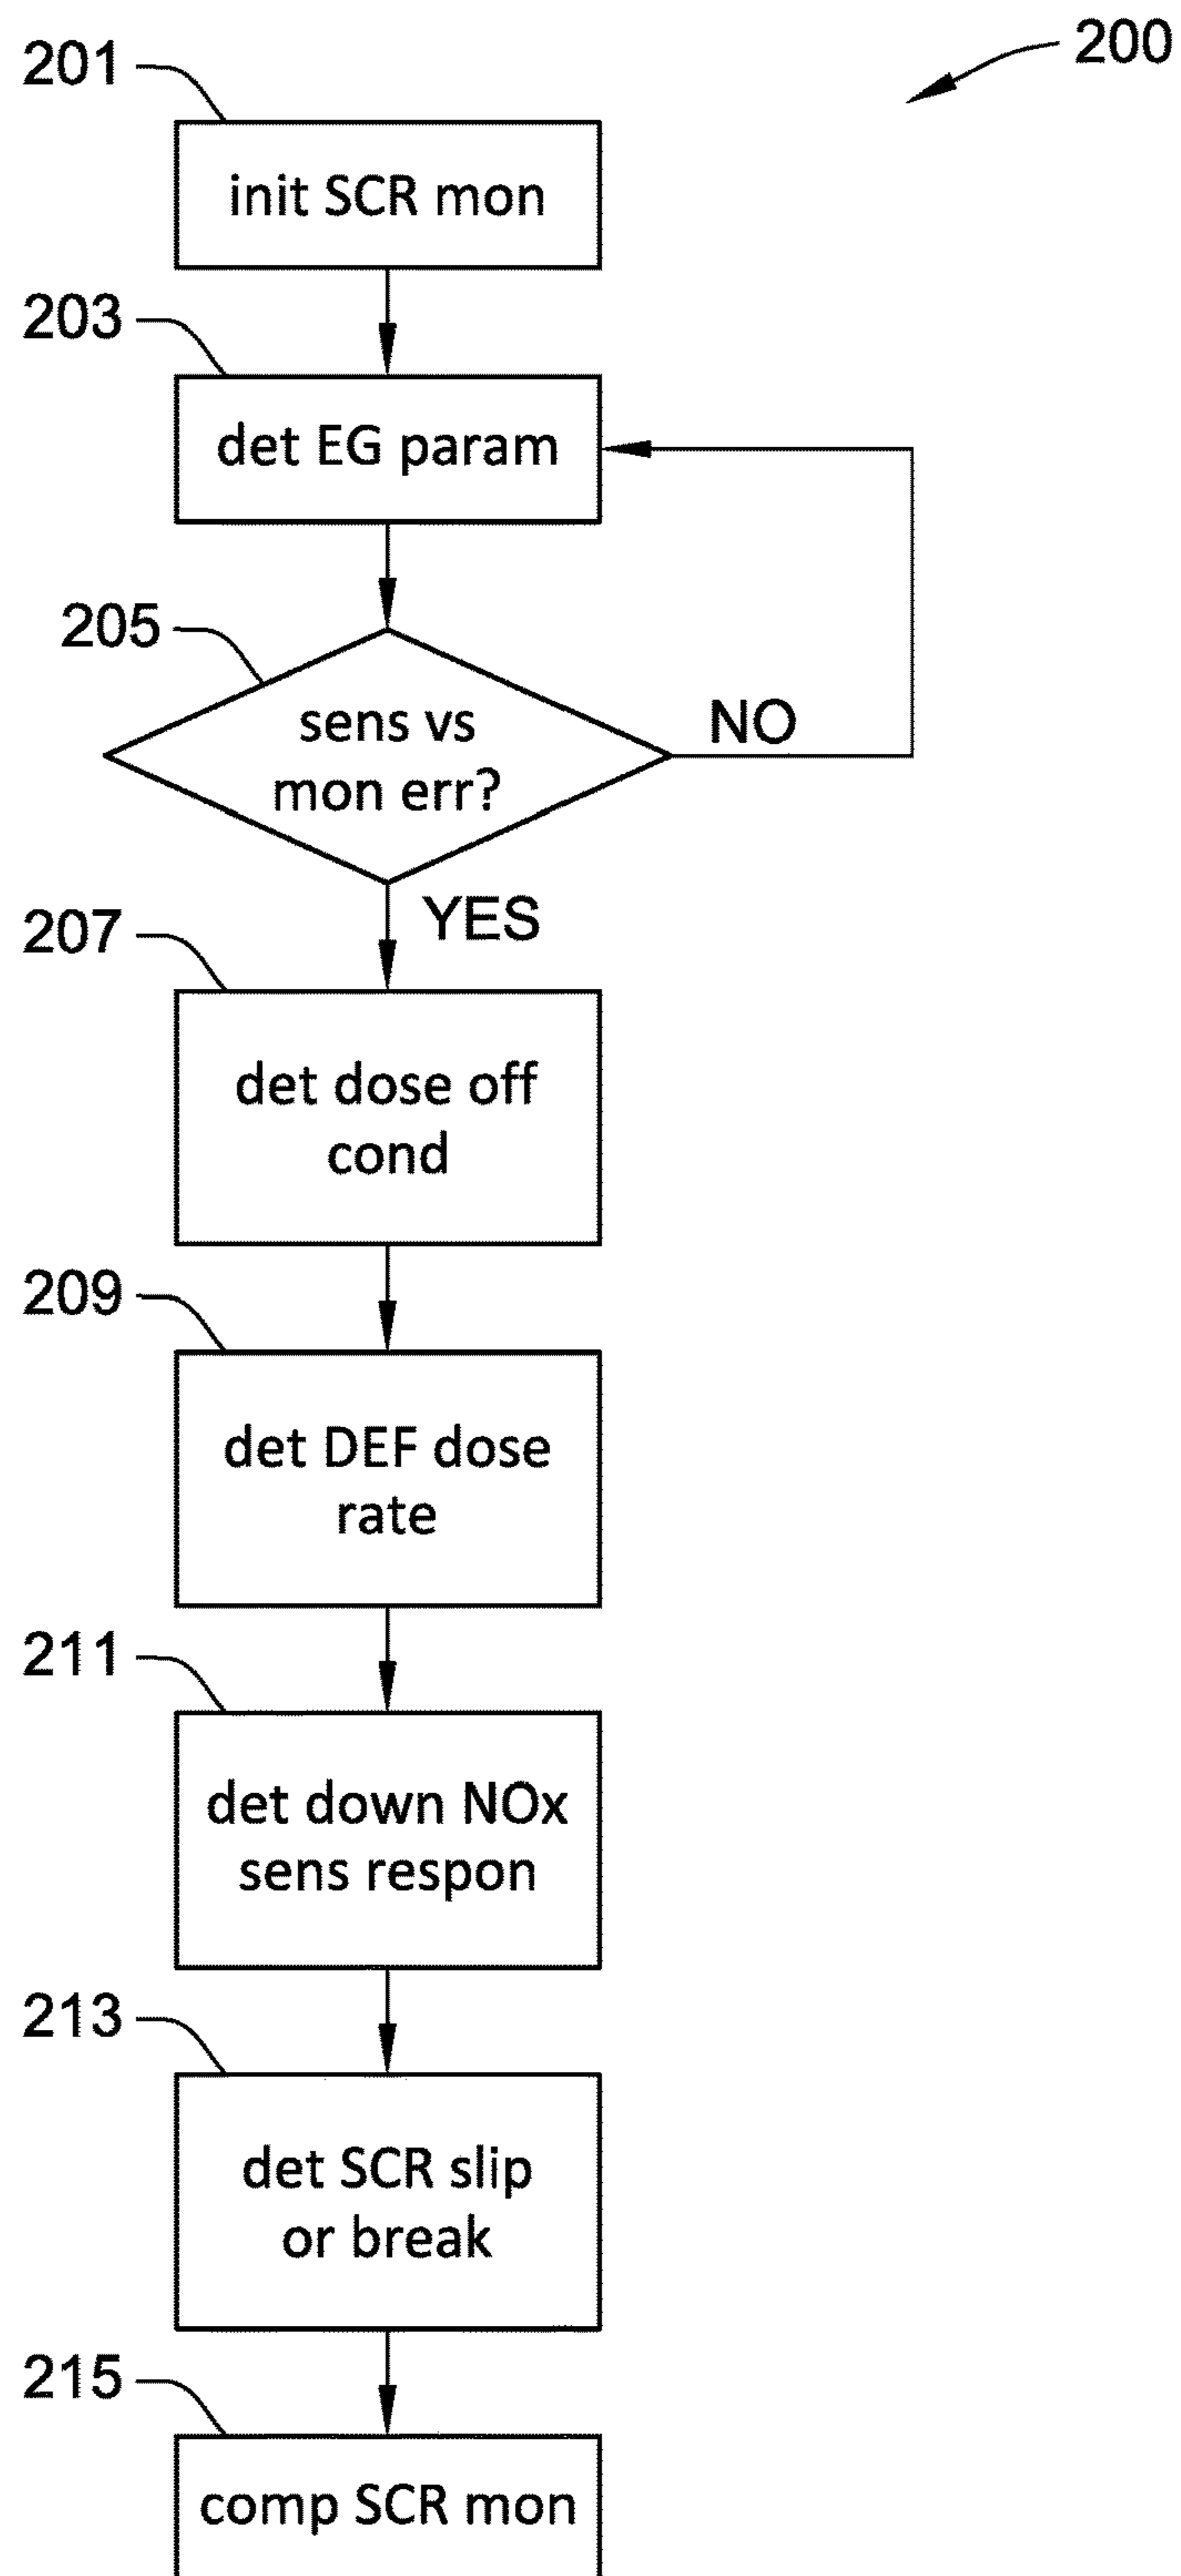 200
201
init SCR mon
203
det EG param
205
sens vs
mon err?
NO
YES
207
det dose off
cond
209
det DEF dose
rate
211
det down NOx
sens respon
213
det SCR slip
or break
215
comp SCR mon